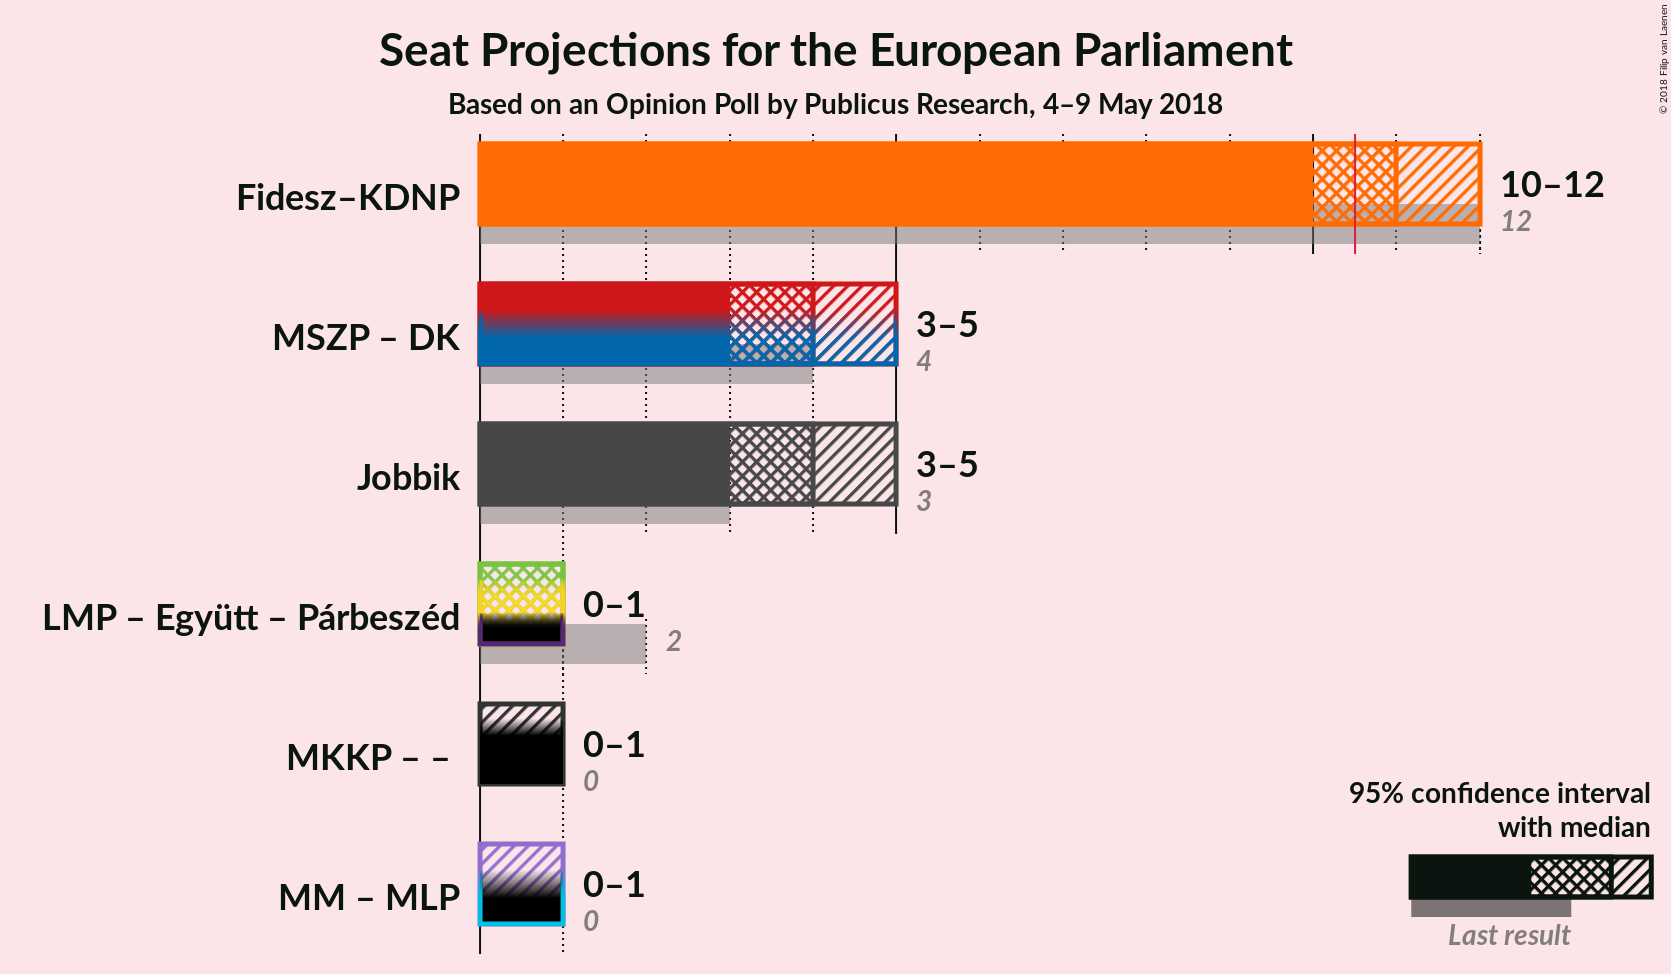 Seat Projections for the European Parliament
Based on an Opinion Poll by Publicus Research, 4–9 May 2018
© 2018 Filip van Laenen
Fidesz–KDNP
10–12
12
MSZP – DK
3–5
4
Jobbik
3–5
3
LMP – Együtt – Párbeszéd
0–1
2
MKKP – –
0–1
0
MM – MLP
0–1
0
95% confidence interval
with median
Last result